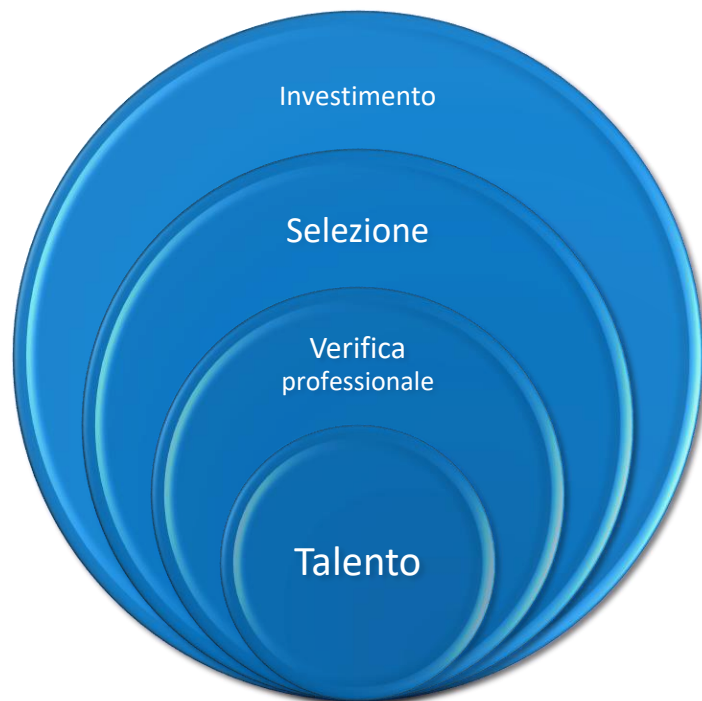 Investimento
Selezione
Verifica
professionale
Talento